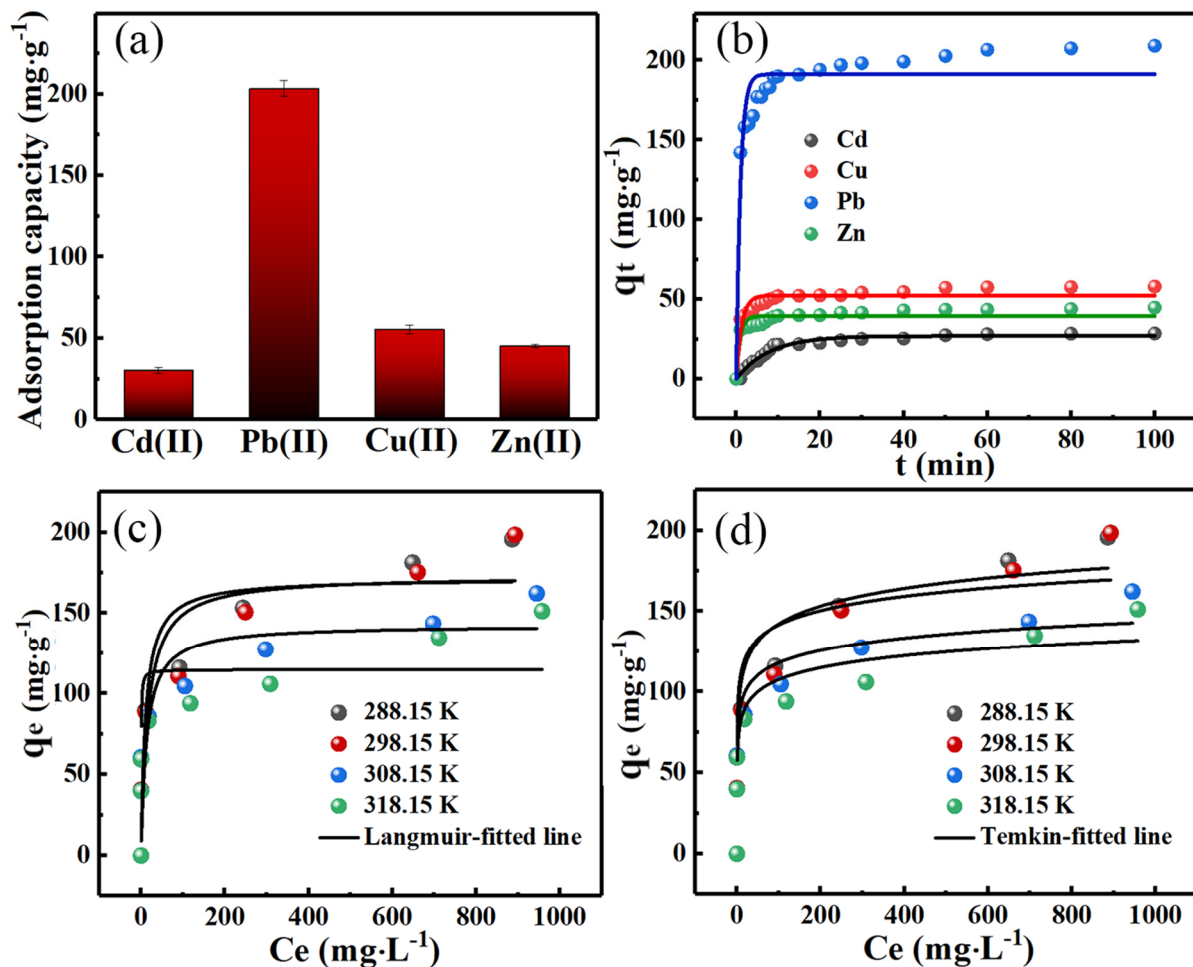 (a)
Adsorption capacity (mg·g⁻¹)
200
150
100
50
0
Cd(II) Pb(II) Cu(II) Zn(II)
(b)
qt (mg·g⁻¹)
200
150
100
50
0
Cd
Cu
Pb
Zn
0 20 40 60 80 100
t (min)
(c)
qe (mg·g⁻¹)
200
150
100
50
0
288.15 K
298.15 K
308.15 K
318.15 K
Langmuir-fitted line
0 200 400 600 800 1000
Ce (mg·L⁻¹)
(d)
qe (mg·g⁻¹)
200
150
100
50
0
288.15 K
298.15 K
308.15 K
318.15 K
Temkin-fitted line
0 200 400 600 800 1000
Ce (mg·L⁻¹)